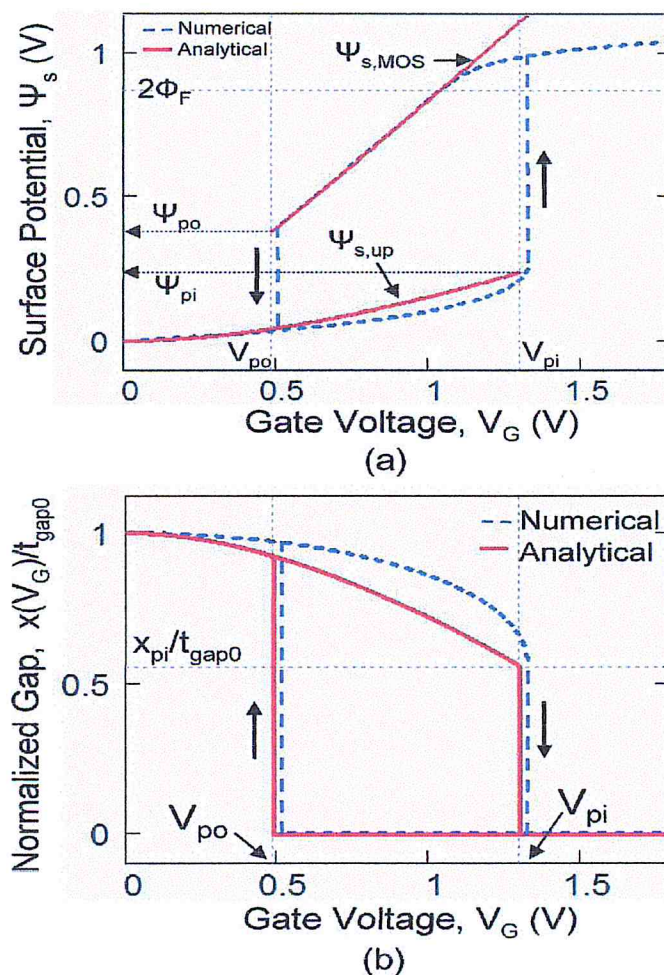 Numerical
Analytical
Ψs,MOS
2ΦF
Ψpo
Ψs,up
Ψpi
Vpo
Vpi
1
0.5
0
0
0.5
1
1.5
Surface Potential, Ψs (V)
Gate Voltage, VG (V)
(a)
Numerical
Analytical
xpi/tgap0
Vpo
Vpi
1
0.5
0
0
0.5
1
1.5
Normalized Gap, x(VG)/tgap0
Gate Voltage, VG (V)
(b)